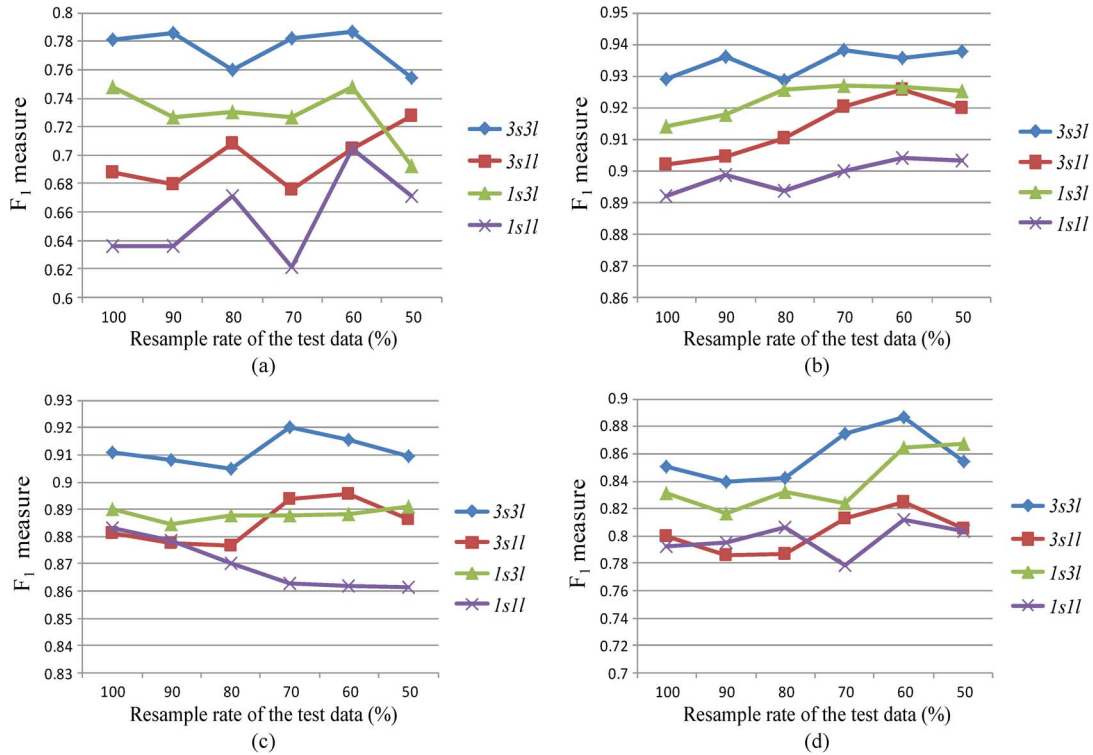 0.8
0.78
0.76
0.74
0.72
0.7
0.68
0.66
0.64
0.62
0.6
F1 measure
100 90 80 70 60 50
Resample rate of the test data (%)
3s3l
3s1l
1s3l
1s1l
(a)
0.95
0.94
0.93
0.92
0.91
0.9
0.89
0.88
0.87
0.86
F1 measure
100 90 80 70 60 50
Resample rate of the test data (%)
3s3l
3s1l
1s3l
1s1l
(b)
0.93
0.92
0.91
0.9
0.89
0.88
0.87
0.86
0.85
0.84
0.83
F1 measure
100 90 80 70 60 50
Resample rate of the test data (%)
3s3l
3s1l
1s3l
1s1l
(c)
0.9
0.88
0.86
0.84
0.82
0.8
0.78
0.76
0.74
0.72
0.7
F1 measure
100 90 80 70 60 50
Resample rate of the test data (%)
3s3l
3s1l
1s3l
1s1l
(d)